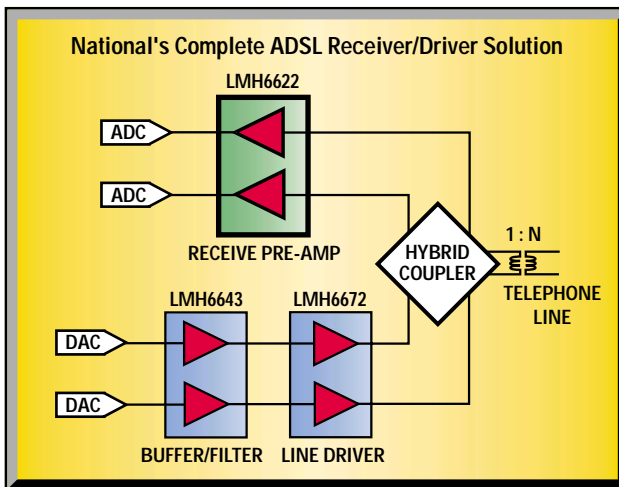 National's Complete ADSL Receiver/Driver Solution
LMH6622
ADC
ADC
RECEIVE PRE-AMP
1 : N
HYBRID
COUPLER
TELEPHONE
LINE
LMH6643
LMH6672
DAC
DAC
BUFFER/FILTER
LINE DRIVER